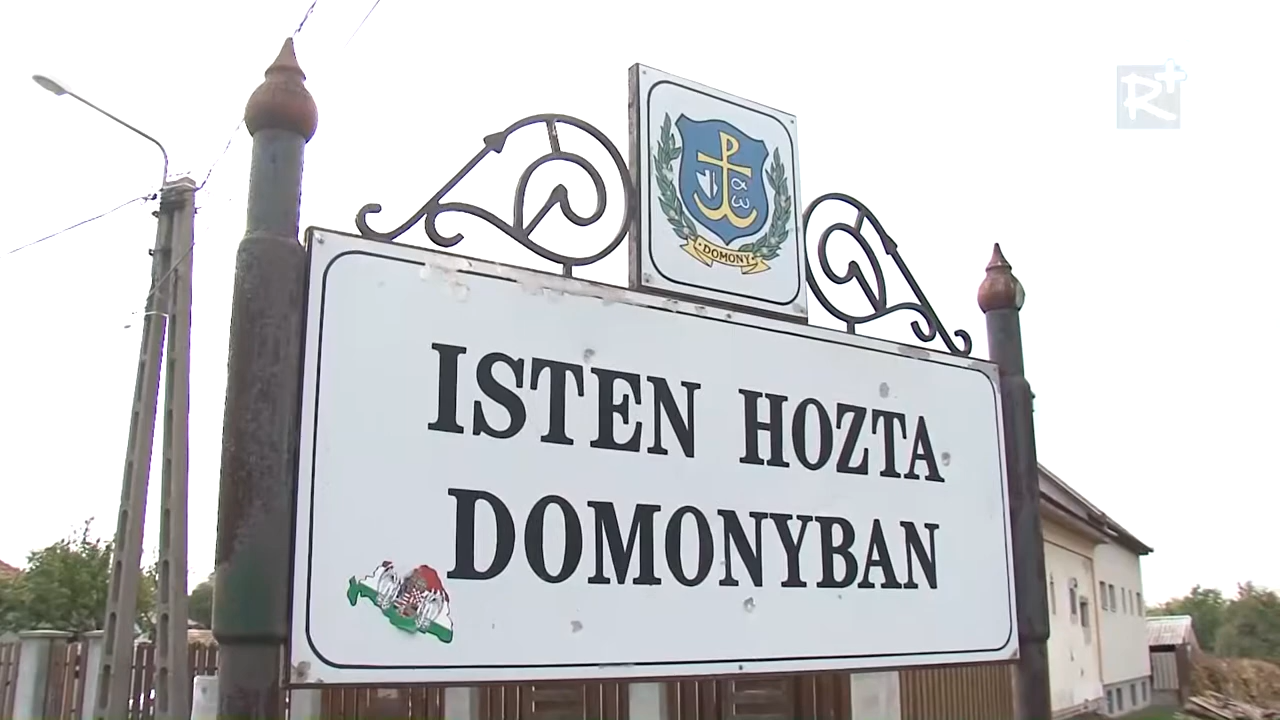 R+
DOMONY
α
ω
ISTEN HOZTA
DOMONYBAN